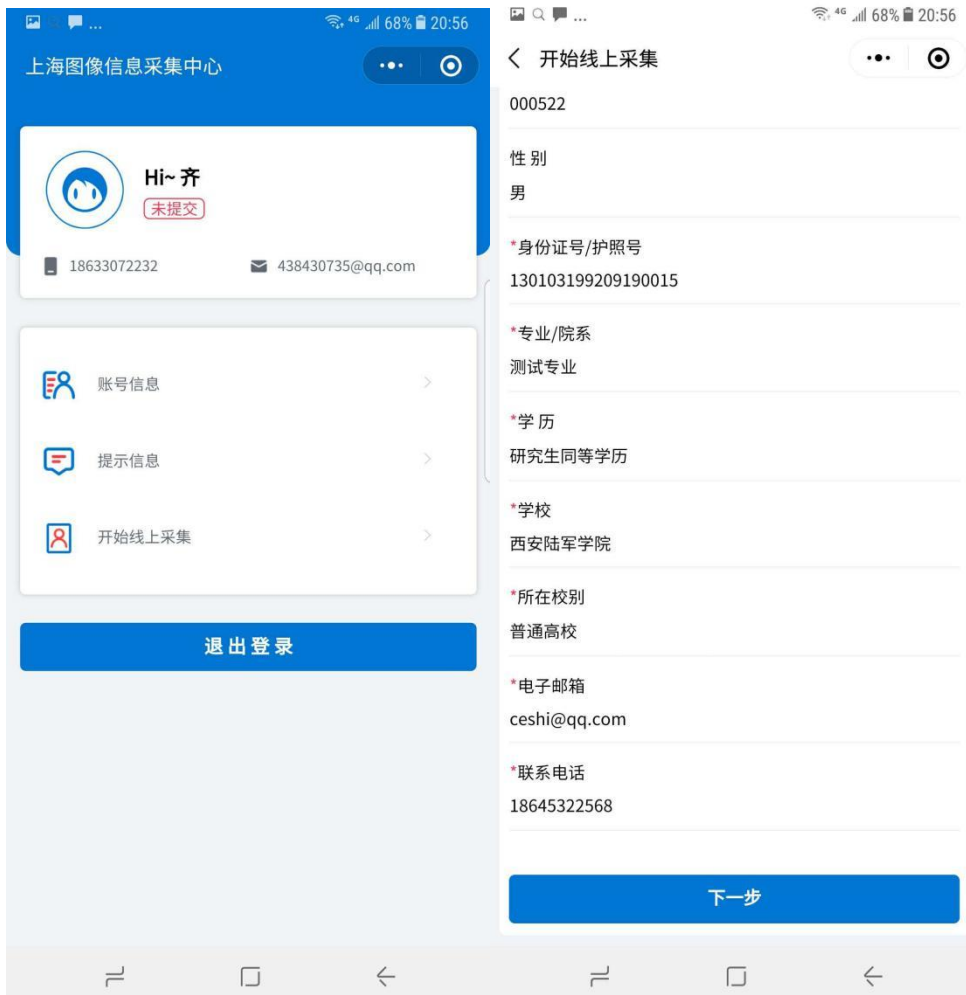 ... 4G 68% 20:56
上海图像信息采集中心
Hi~ 齐
未提交
18633072232 438430735@qq.com
账号信息
提示信息
开始线上采集
退出登录
... 4G 68% 20:56
开始线上采集
000522
性 别
男
*身份证号/护照号
130103199209190015
*专业/院系
测试专业
*学 历
研究生同等学历
*学校
西安陆军学院
*所在校别
普通高校
*电子邮箱
ceshi@qq.com
*联系电话
18645322568
下一步